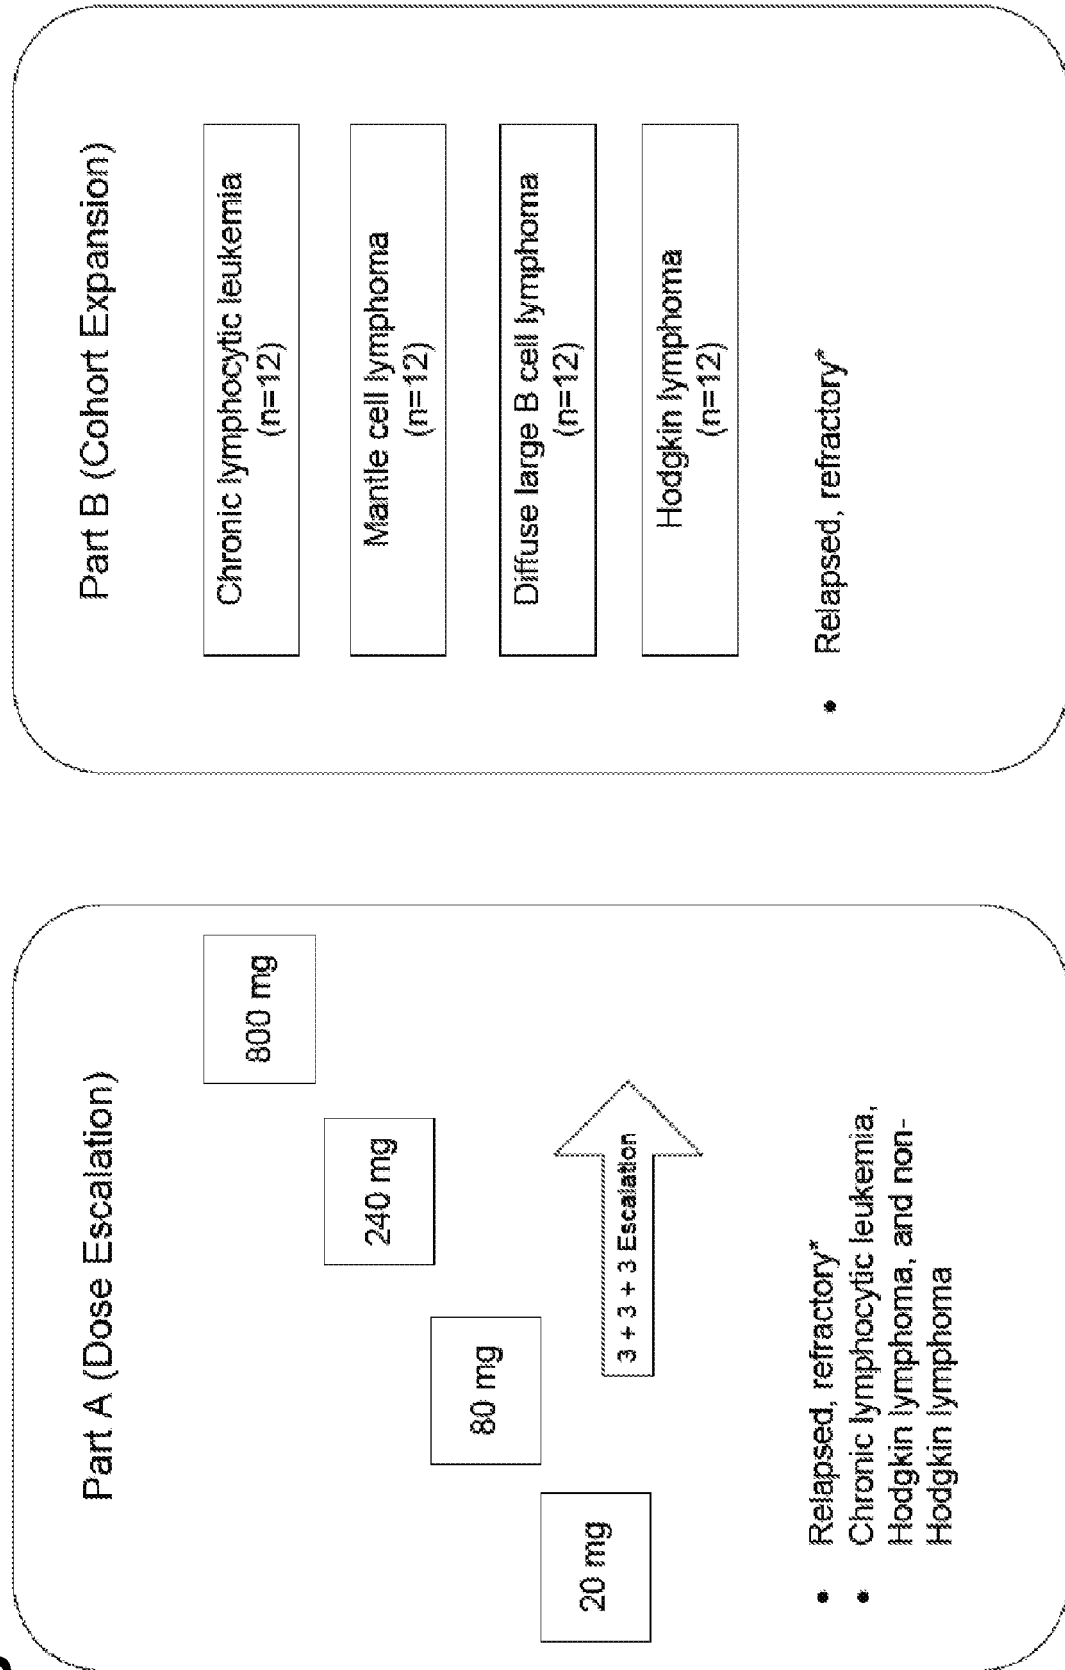 Part A (Dose Escalation)
800 mg
240 mg
80 mg
20 mg
3 + 3 + 3 Escalation
• Relapsed, refractory*
• Chronic lymphocytic leukemia,
Hodgkin lymphoma, and non-
Hodgkin lymphoma
Part B (Cohort Expansion)
Chronic lymphocytic leukemia
(n=12)
Mantle cell lymphoma
(n=12)
Diffuse large B cell lymphoma
(n=12)
Hodgkin lymphoma
(n=12)
• Relapsed, refractory*